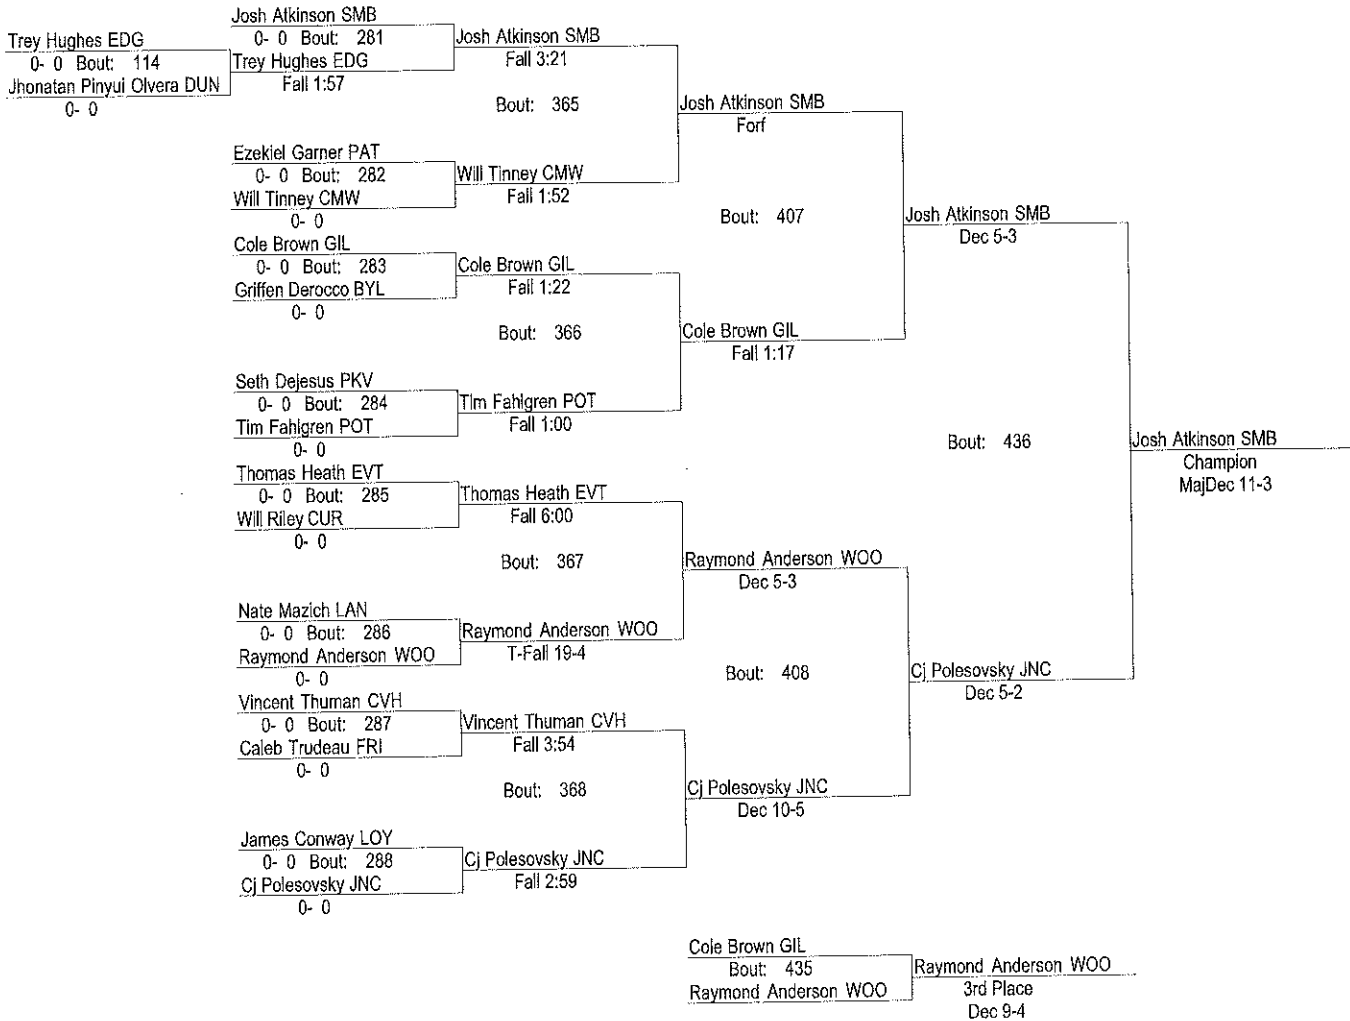 Trey Hughes EDG
0- 0 Bout: 114
Jhonatan Pinyui Olvera DUN
0- 0
Josh Atkinson SMB
0- 0 Bout: 281
Trey Hughes EDG
Fall 1:57
Ezekiel Garner PAT
0- 0 Bout: 282
Will Tinney CMW
0- 0
Cole Brown GIL
0- 0 Bout: 283
Griffen Derocco BYL
0- 0
Seth Dejesus PKV
0- 0 Bout: 284
Tim Fahlgren POT
0- 0
Thomas Heath EVT
0- 0 Bout: 285
Will Riley CUR
0- 0
Nate Mazich LAN
0- 0 Bout: 286
Raymond Anderson WOO
0- 0
Vincent Thuman CVH
0- 0 Bout: 287
Caleb Trudeau FRI
0- 0
James Conway LOY
0- 0 Bout: 288
Cj Polesovsky JNC
0- 0
Josh Atkinson SMB
Fall 3:21
Bout: 365
Will Tinney CMW
Fall 1:52
Cole Brown GIL
Fall 1:22
Bout: 366
Tim Fahlgren POT
Fall 1:00
Thomas Heath EVT
Fall 6:00
Bout: 367
Raymond Anderson WOO
T-Fall 19-4
Vincent Thuman CVH
Fall 3:54
Bout: 368
Cj Polesovsky JNC
Fall 2:59
Josh Atkinson SMB
Forf
Bout: 407
Cole Brown GIL
Fall 1:17
Raymond Anderson WOO
Dec 5-3
Bout: 408
Cj Polesovsky JNC
Dec 10-5
Josh Atkinson SMB
Dec 5-3
Bout: 436
Cj Polesovsky JNC
Dec 5-2
Josh Atkinson SMB
Champion
MajDec 11-3
Cole Brown GIL
Bout: 435
Raymond Anderson WOO
Raymond Anderson WOO
3rd Place
Dec 9-4